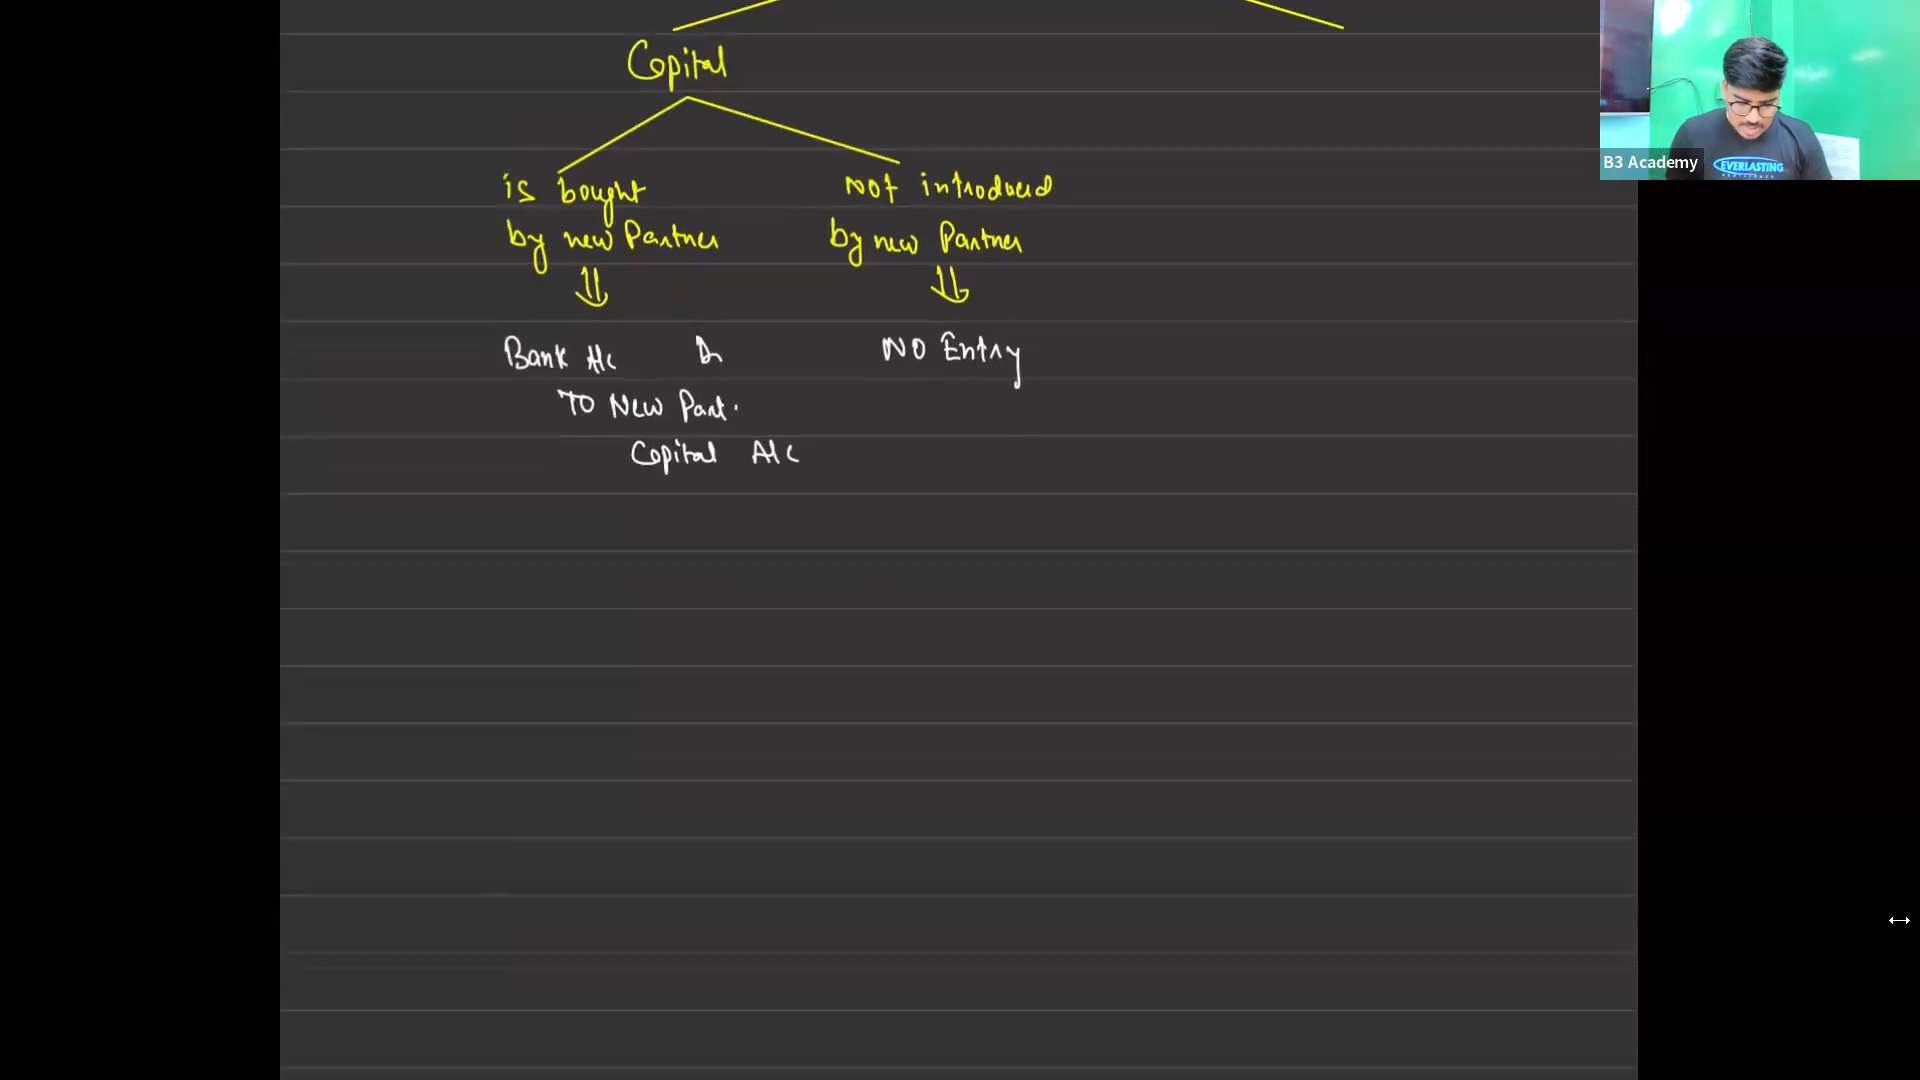 Capital
is bought
by new Partner
Not introduced
by new Partner
Bank A/c Dr
To New Part.
Capital A/c
NO Entry
B3 Academy
EVERLASTING